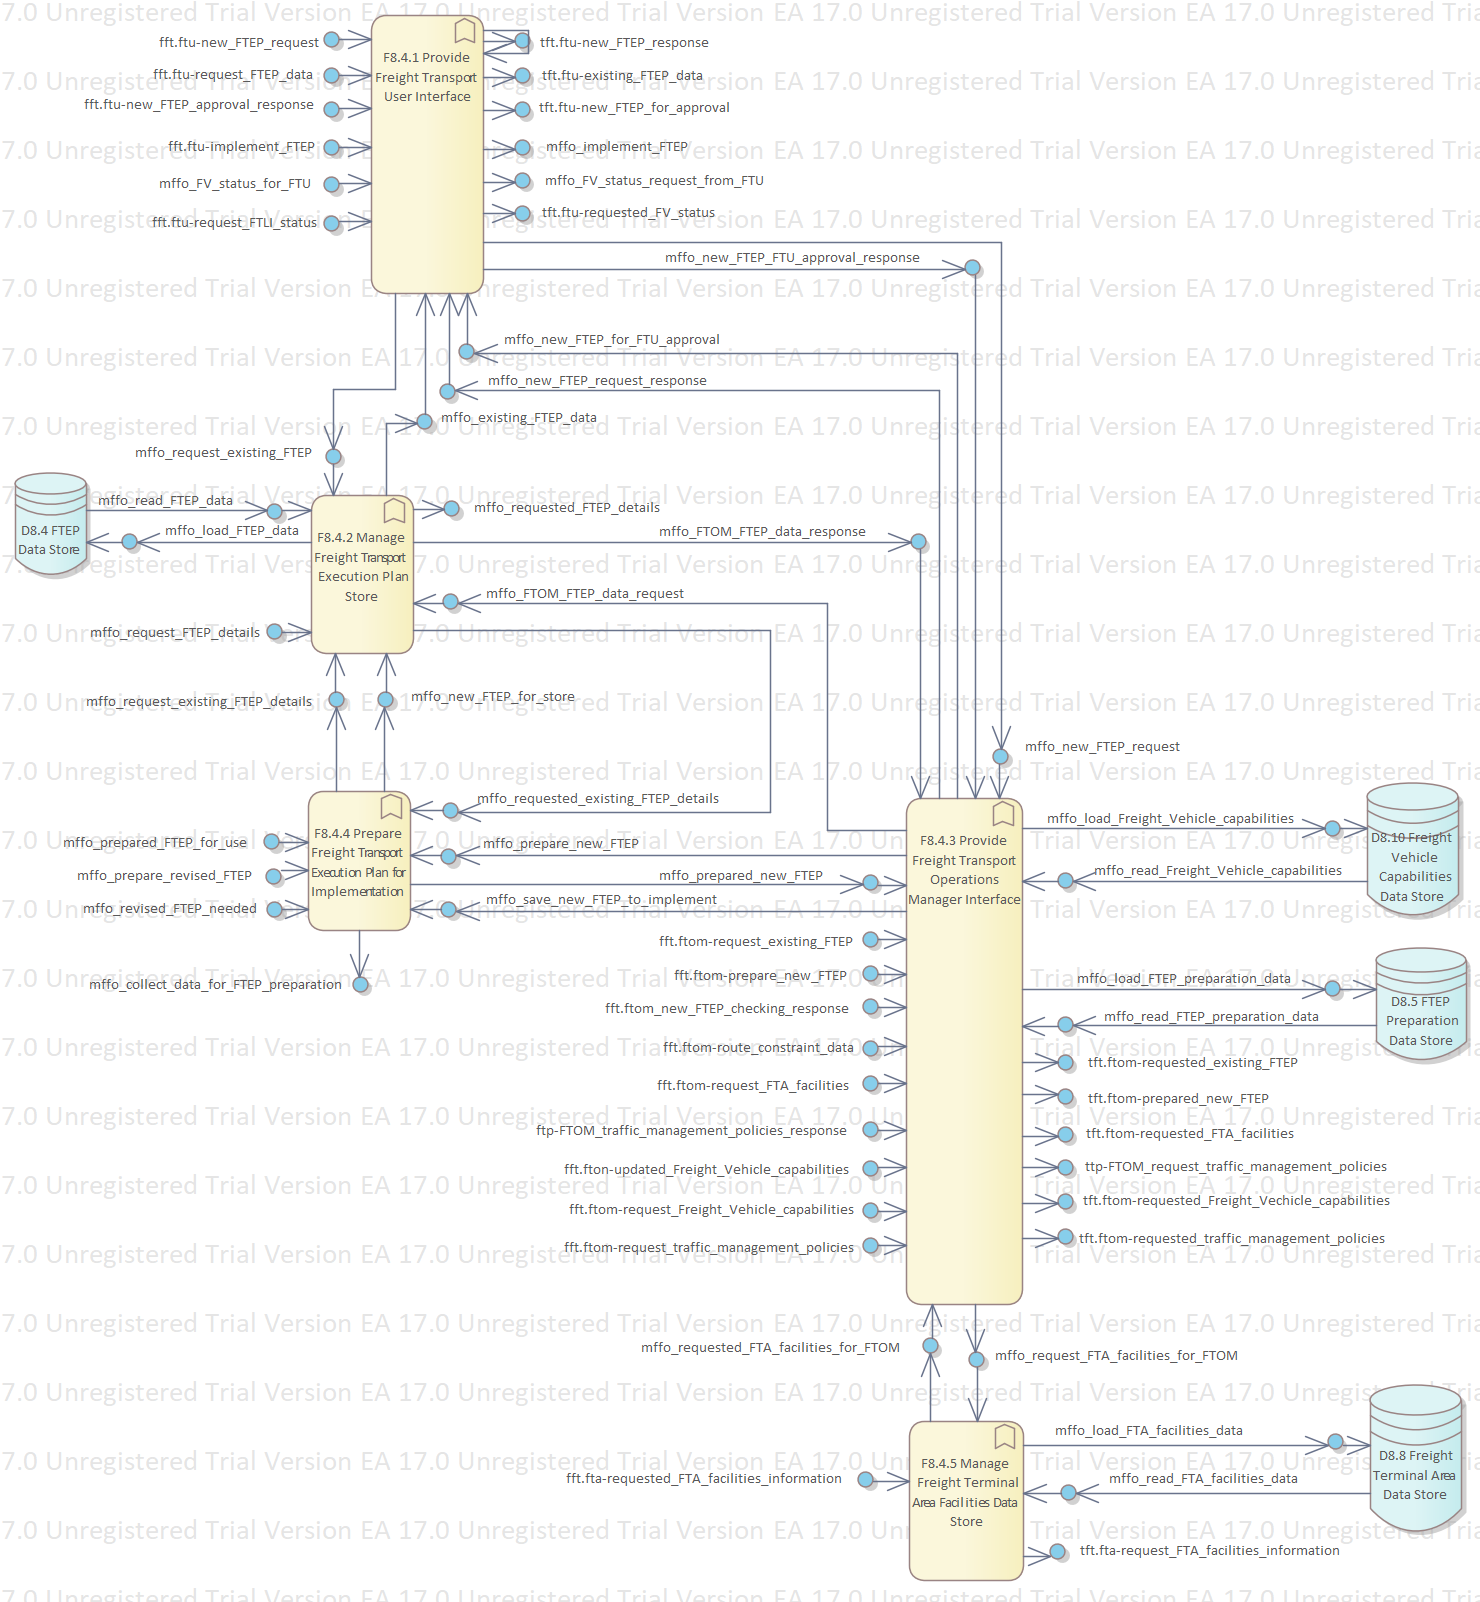 17.0 Unregistered Trial Version EA 17.0 Unregistered Trial Version EA 17.0 Unregistered Trial Version EA 17.0 Unregistered Tria
fft.ftu-new_FTEP_request
fft.ftu-request_FTEP_data
fft.ftu-new_FTEP_approval_response
fft.ftu-implement_FTEP
mffo_FV_status_for_FTU
fft.ftu-request_FTLI_status
F8.4.1 Provide
Freight Transport
User Interface
tft.ftu-new_FTEP_response
tft.ftu-existing_FTEP_data
tft.ftu-new_FTEP_for_approval
mffo_implement_FTEP
mffo_FV_status_request_from_FTU
tft.ftu-requested_FV_status
mffo_new_FTEP_FTU_approval_response
mffo_new_FTEP_for_FTU_approval
mffo_new_FTEP_request_response
mffo_existing_FTEP_data
mffo_request_existing_FTEP
mffo_read_FTEP_data
mffo_load_FTEP_data
D8.4 FTEP
Data Store
F8.4.2 Manage
Freight Transport
Execution Plan
Store
mffo_requested_FTEP_details
mffo_FTOM_FTEP_data_response
mffo_FTOM_FTEP_data_request
mffo_request_FTEP_details
mffo_request_existing_FTEP_details
mffo_new_FTEP_for_store
mffo_new_FTEP_request
mffo_requested_existing_FTEP_details
mffo_prepare_new_FTEP
mffo_prepared_new_FTEP
mffo_save_new_FTEP_to_implement
F8.4.4 Prepare
Freight Transport
Execution Plan for
Implementation
mffo_prepared_FTEP_for_use
mffo_prepare_revised_FTEP
mffo_revised_FTEP_needed
mffo_collect_data_for_FTEP_preparation
F8.4.3 Provide
Freight Transport
Operations
Manager Interface
mffo_load_Freight_Vehicle_capabilities
mffo_read_Freight_Vehicle_capabilities
D8.10 Freight
Vehicle
Capabilities
Data Store
fft.ftom-request_existing_FTEP
fft.ftom-prepare_new_FTEP
fft.ftom_new_FTEP_checking_response
fft.ftom-route_constraint_data
fft.ftom-request_FTA_facilities
ftp-FTOM_traffic_management_policies_response
fft.fton-updated_Freight_Vehicle_capabilities
fft.ftom-request_Freight_Vehicle_capabilities
fft.ftom-request_traffic_management_policies
mffo_load_FTEP_preparation_data
mffo_read_FTEP_preparation_data
D8.5 FTEP
Preparation
Data Store
tft.ftom-requested_existing_FTEP
tft.ftom-prepared_new_FTEP
tft.ftom-requested_FTA_facilities
ttp-FTOM_request_traffic_management_policies
tft.ftom-requested_Freight_Vechicle_capabilities
tft.ftom-requested_traffic_management_policies
mffo_requested_FTA_facilities_for_FTOM
mffo_request_FTA_facilities_for_FTOM
F8.4.5 Manage
Freight Terminal
Area Facilities Data
Store
mffo_load_FTA_facilities_data
mffo_read_FTA_facilities_data
D8.8 Freight
Terminal Area
Data Store
fft.fta-requested_FTA_facilities_information
tft.fta-request_FTA_facilities_information